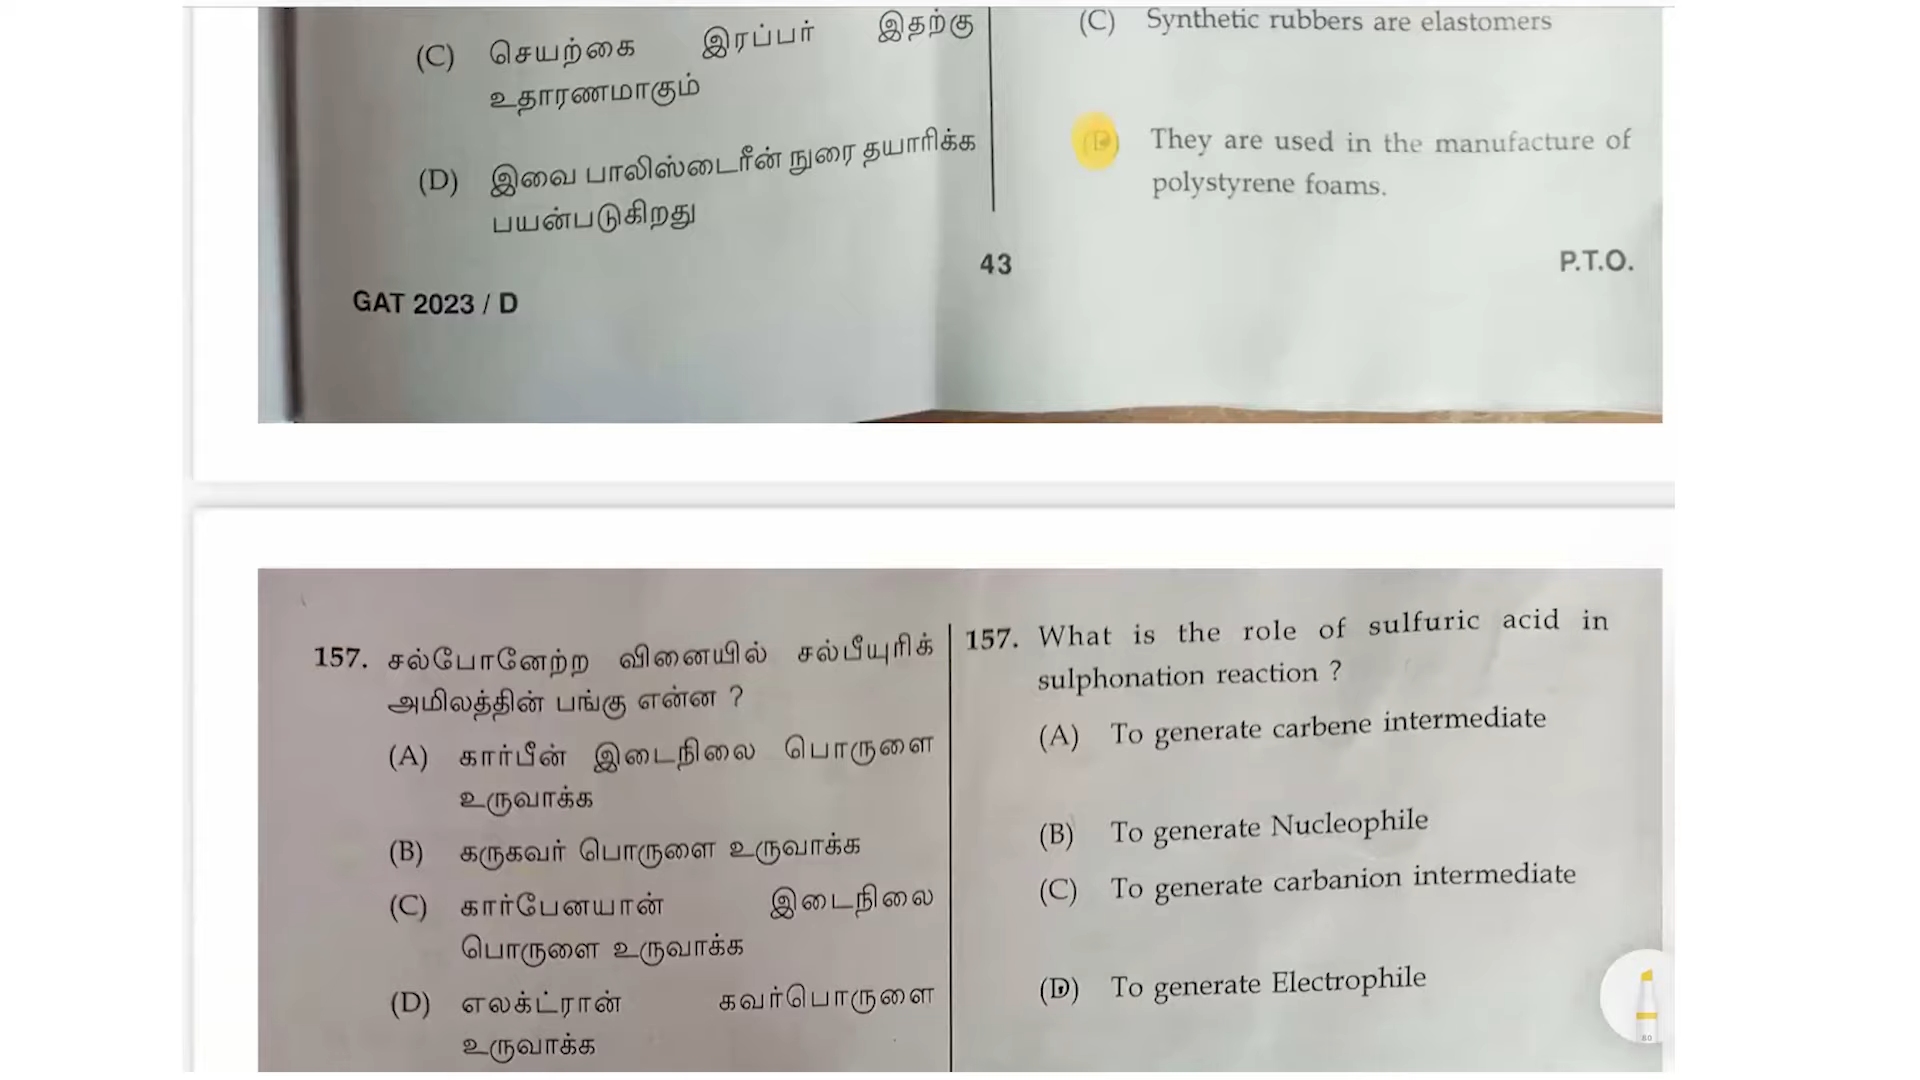 (C) செயற்கை இரப்பர் இதற்கு
உதாரணமாகும்
(D) இவை பாலிஸ்டைரீன் நுரை தயாரிக்க
பயன்படுகிறது
(C) Synthetic rubbers are elastomers
(D) They are used in the manufacture of
polystyrene foams.
43
P.T.O.
GAT 2023 / D
157. சல்போனேற்ற வினையில் சல்பீயுரிக்
அமிலத்தின் பங்கு என்ன ?
(A) கார்பீன் இடைநிலை பொருளை
உருவாக்க
(B) கருகவர் பொருளை உருவாக்க
(C) கார்பேனயான் இடைநிலை
பொருளை உருவாக்க
(D) எலக்ட்ரான் கவர்பொருளை
உருவாக்க
157. What is the role of sulfuric acid in
sulphonation reaction ?
(A) To generate carbene intermediate
(B) To generate Nucleophile
(C) To generate carbanion intermediate
(D) To generate Electrophile
60